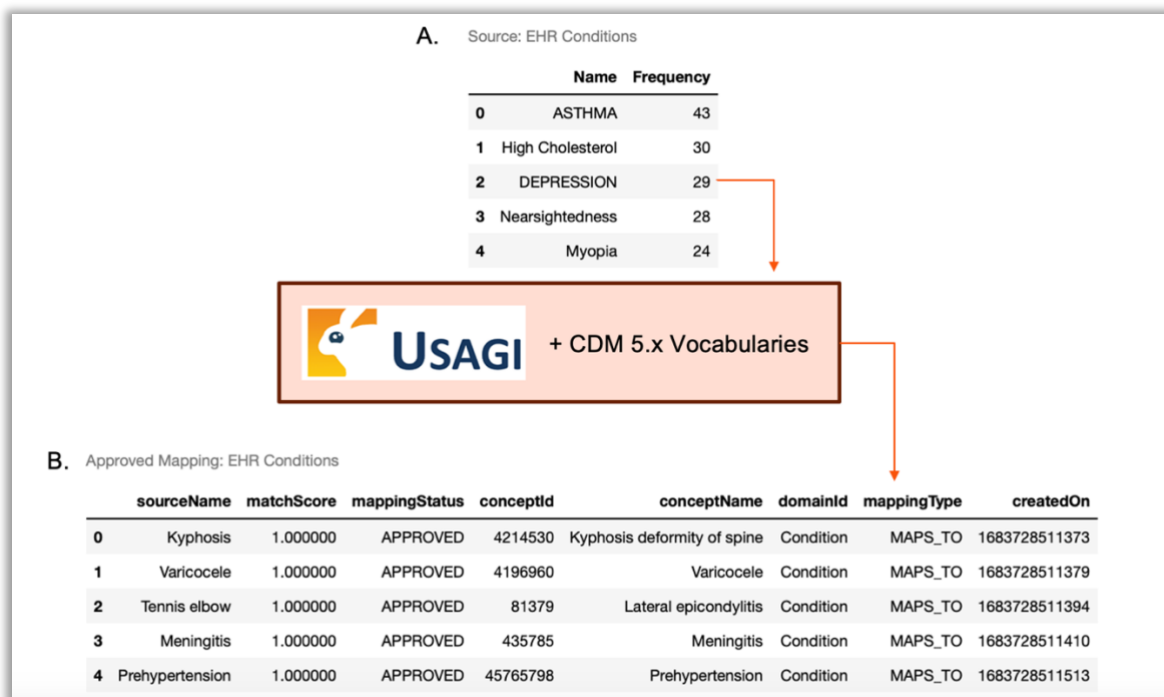 A. Source: EHR Conditions
Name Frequency
0 ASTHMA 43
1 High Cholesterol 30
2 DEPRESSION 29
3 Nearsightedness 28
4 Myopia 24
USAGI + CDM 5.x Vocabularies
B. Approved Mapping: EHR Conditions
sourceName matchScore mappingStatus conceptId conceptName domainId mappingType createdOn
0 Kyphosis 1.000000 APPROVED 4214530 Kyphosis deformity of spine Condition MAPS_TO 1683728511373
1 Varicocele 1.000000 APPROVED 4196960 Varicocele Condition MAPS_TO 1683728511379
2 Tennis elbow 1.000000 APPROVED 81379 Lateral epicondylitis Condition MAPS_TO 1683728511394
3 Meningitis 1.000000 APPROVED 435785 Meningitis Condition MAPS_TO 1683728511410
4 Prehypertension 1.000000 APPROVED 45765798 Prehypertension Condition MAPS_TO 1683728511513